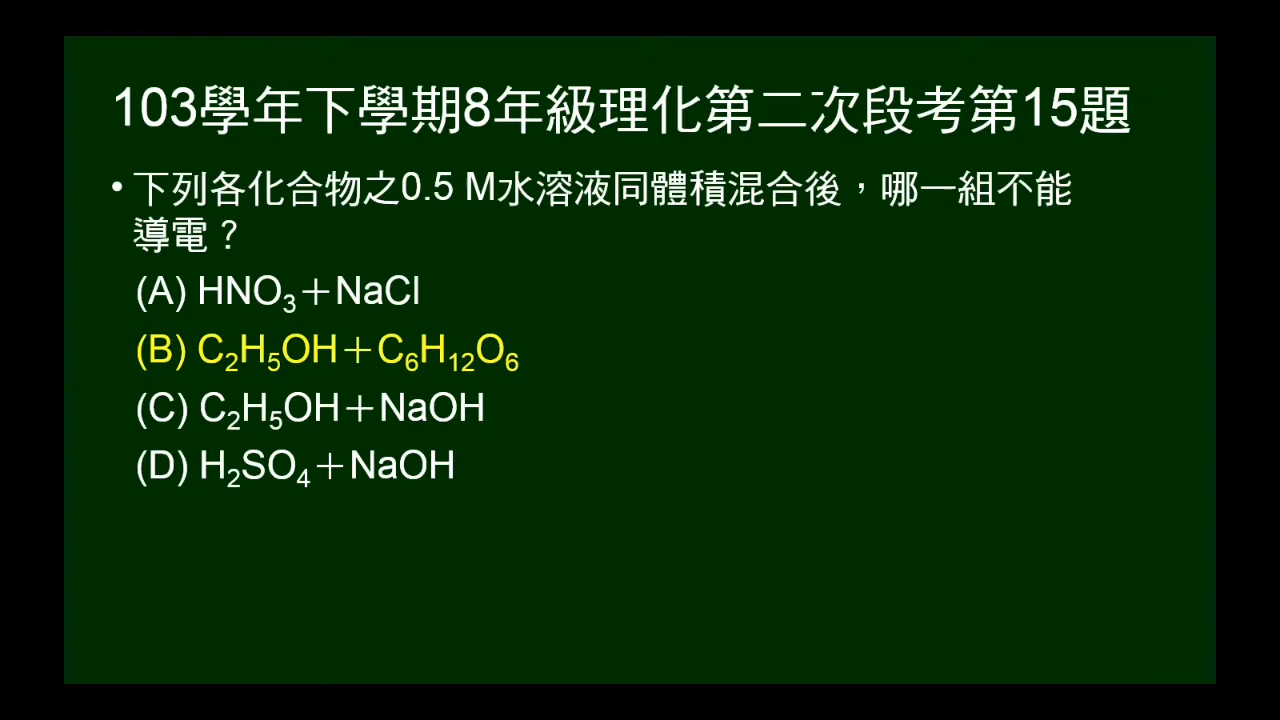 103學年下學期8年級理化第二次段考第15題
• 下列各化合物之0.5 M水溶液同體積混合後，哪一組不能
導電？
(A) HNO₃＋NaCl
(B) C₂H₅OH＋C₆H₁₂O₆
(C) C₂H₅OH＋NaOH
(D) H₂SO₄＋NaOH